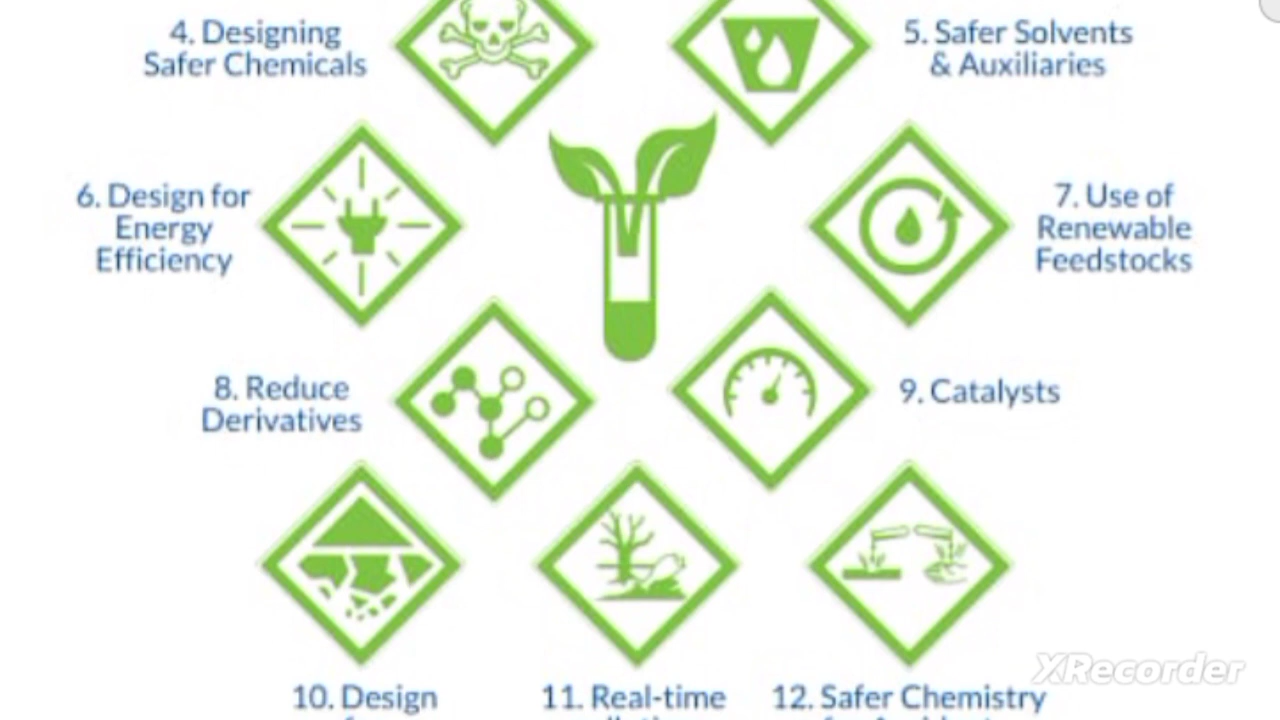 4. Designing
Safer Chemicals
5. Safer Solvents
& Auxiliaries
6. Design for
Energy
Efficiency
7. Use of
Renewable
Feedstocks
8. Reduce
Derivatives
9. Catalysts
10. Design
11. Real-time
12. Safer Chemistry
XRecorder